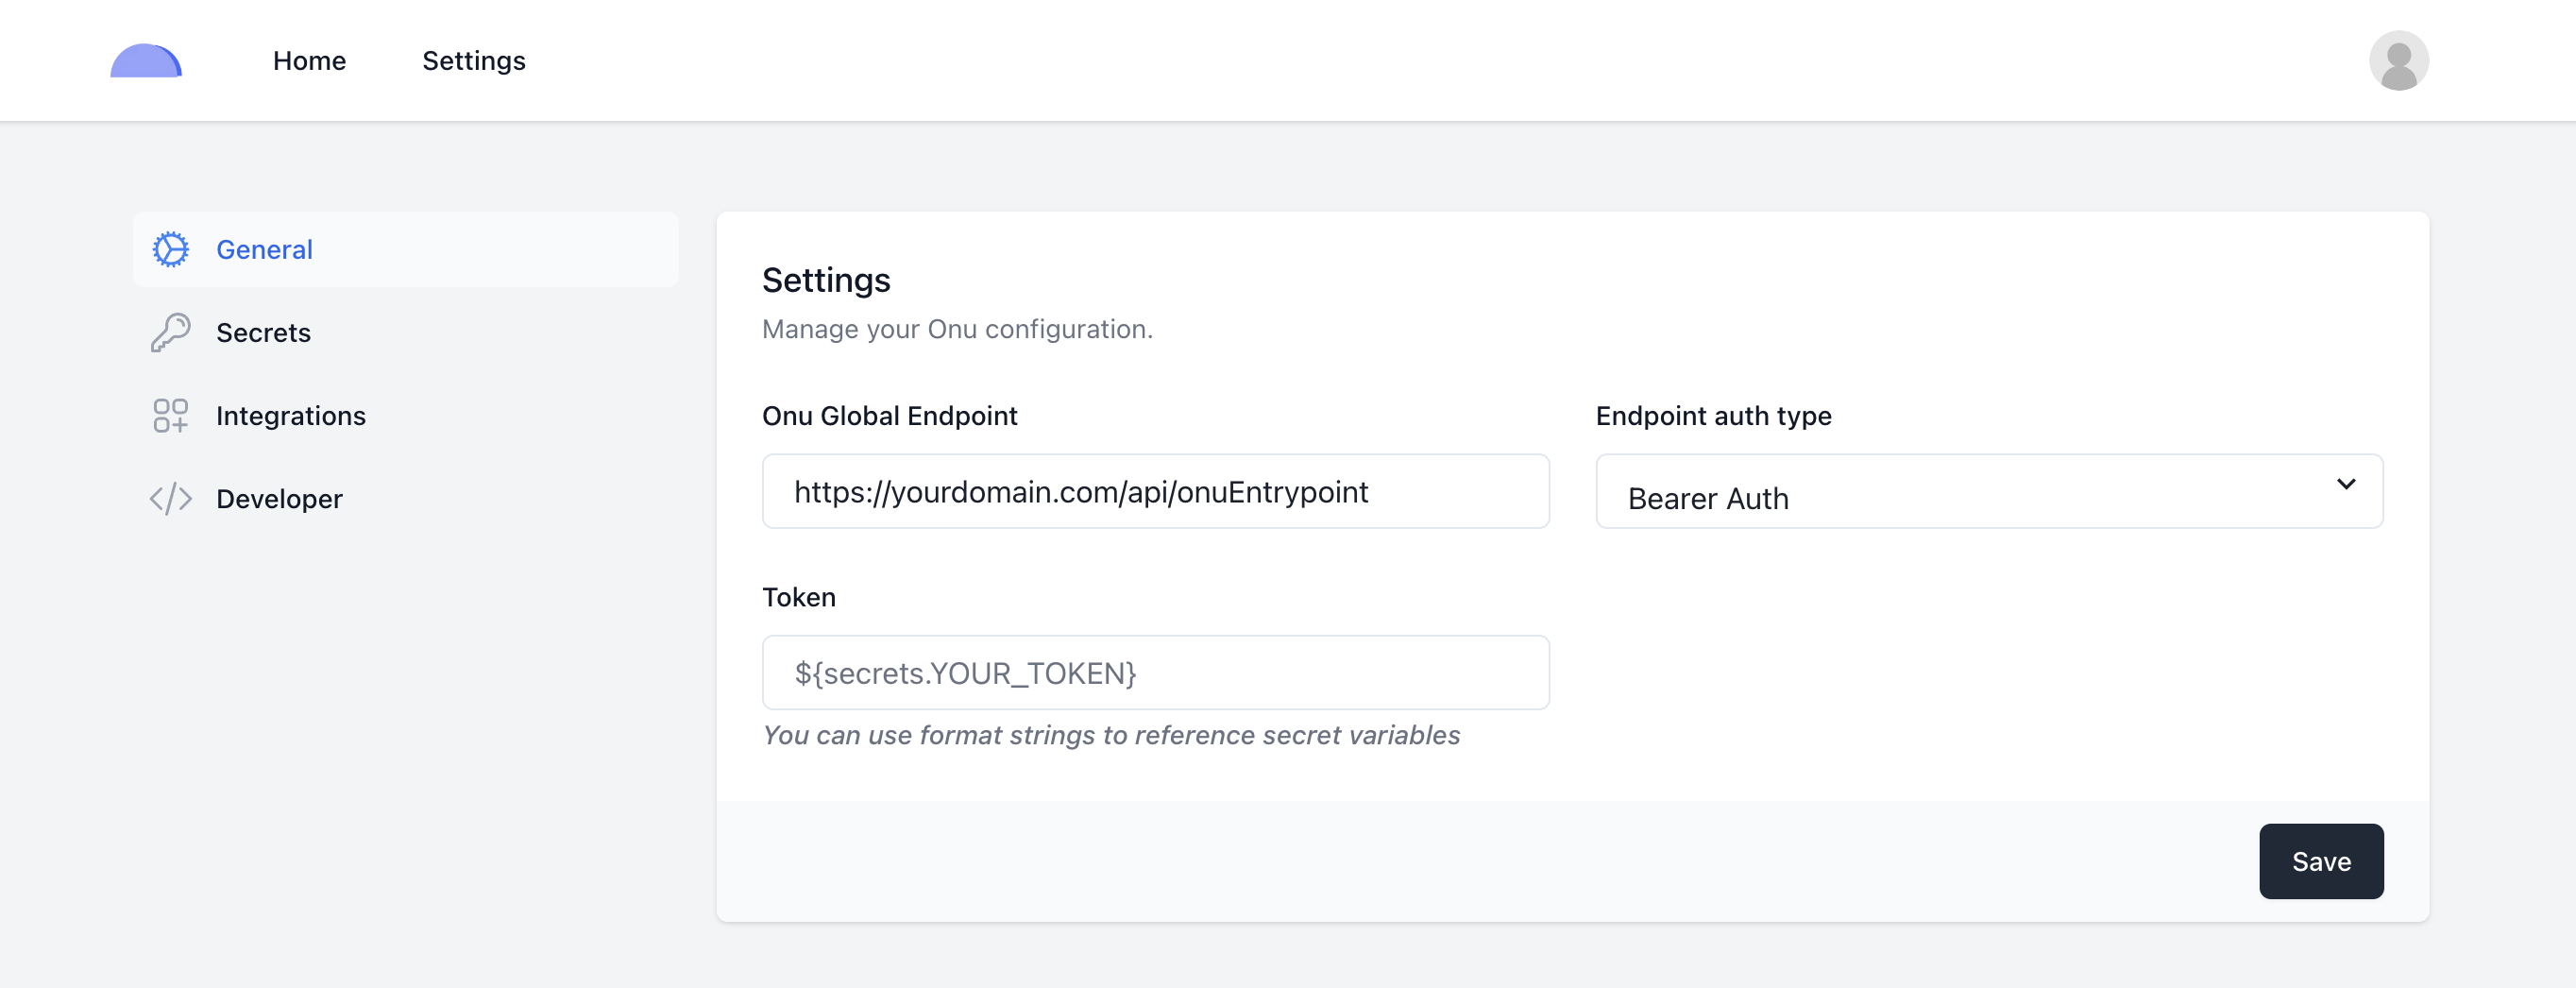 Home
Settings
General
Secrets
Integrations
Developer
Settings
Manage your Onu configuration.
Onu Global Endpoint
https://yourdomain.com/api/onuEntrypoint
Endpoint auth type
Bearer Auth
Token
${secrets.YOUR_TOKEN}
You can use format strings to reference secret variables
Save